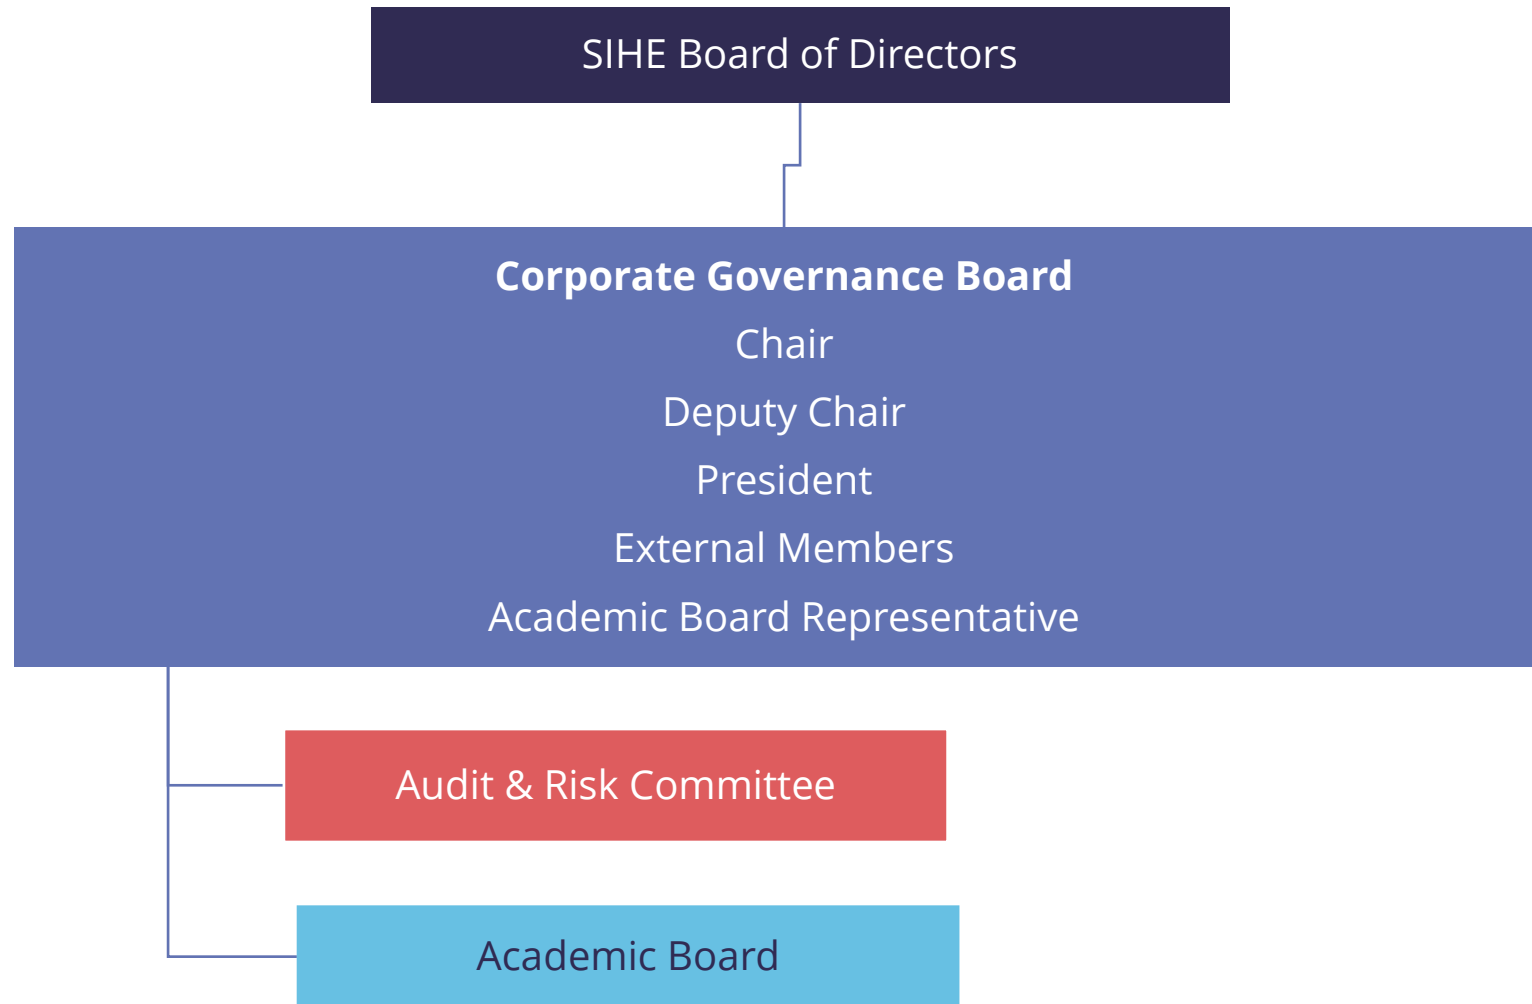 SIHE Board of Directors
Corporate Governance Board
Chair
Deputy Chair
President
External Members
Academic Board Representative
Audit & Risk Committee
Academic Board